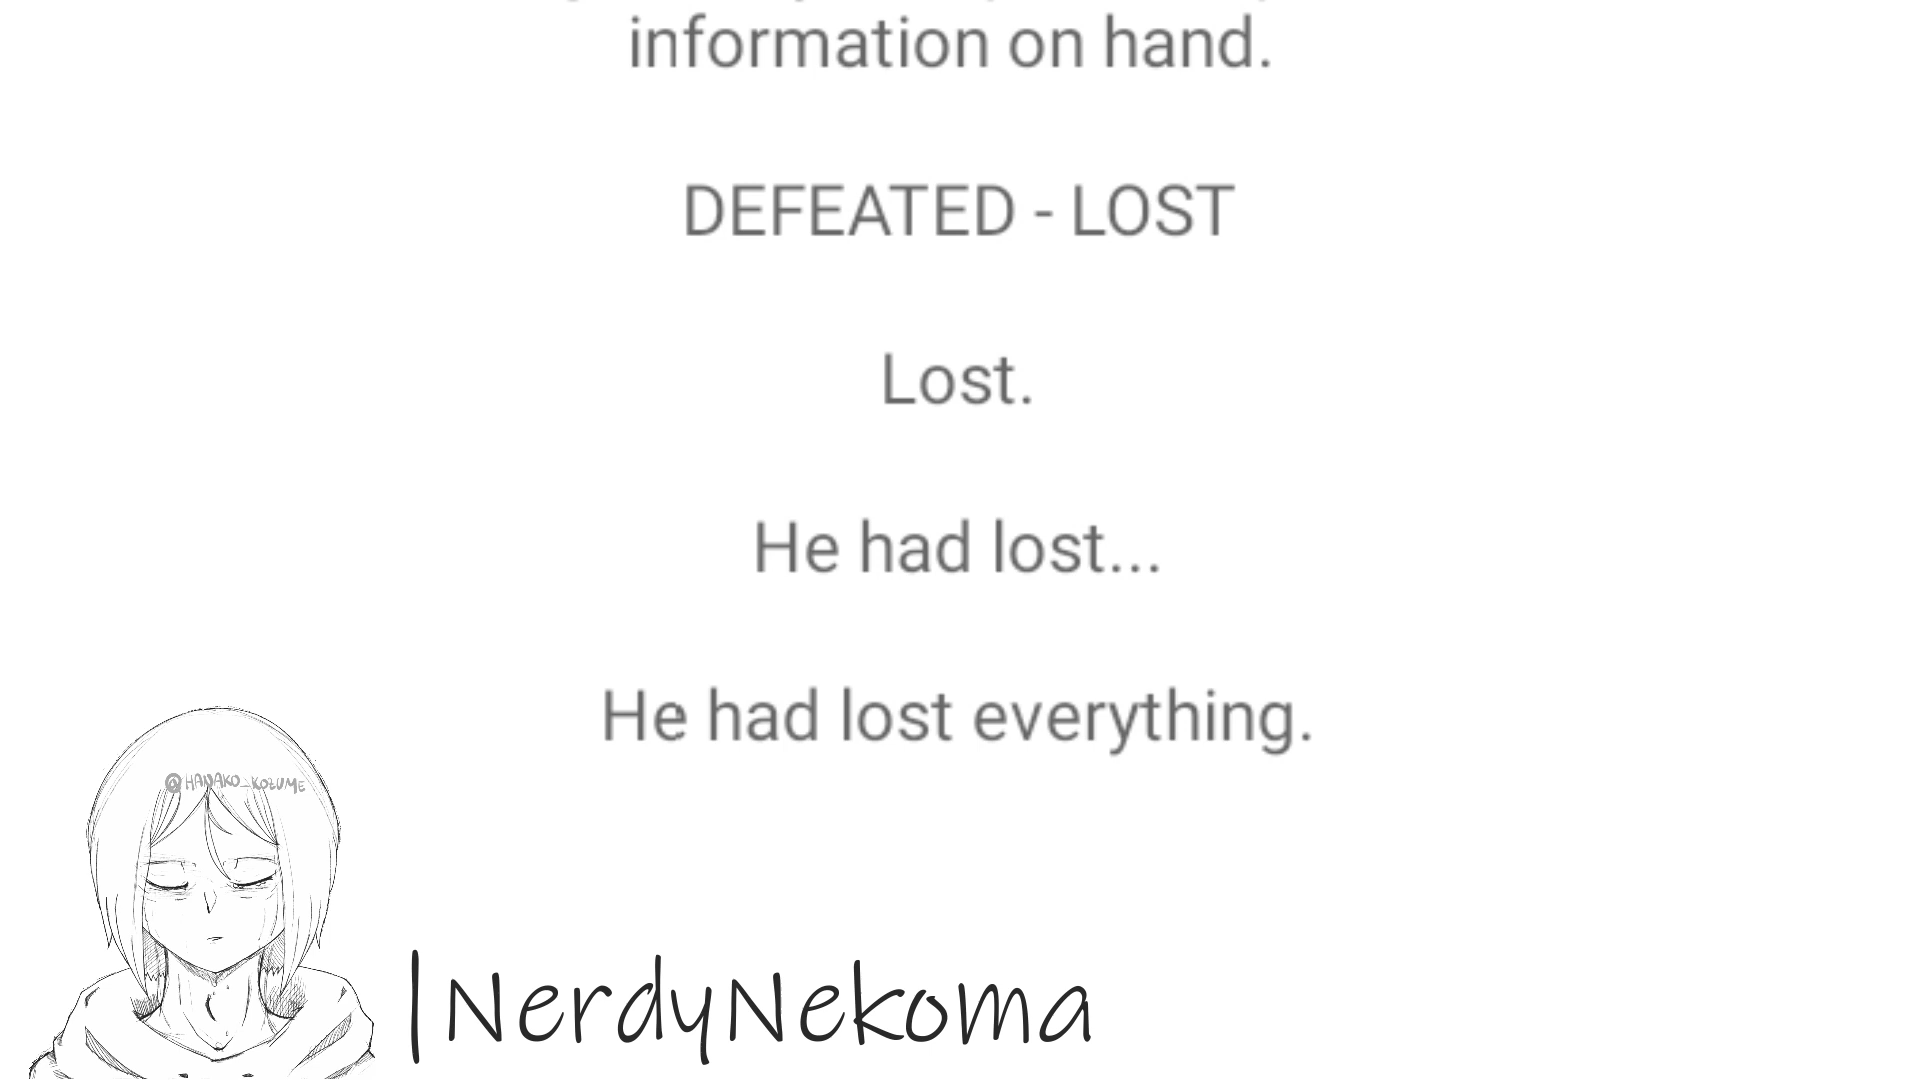 information on hand.
DEFEATED - LOST
Lost.
He had lost...
He had lost everything.
@HANAKO_KOZUME
|NerdyNekoma